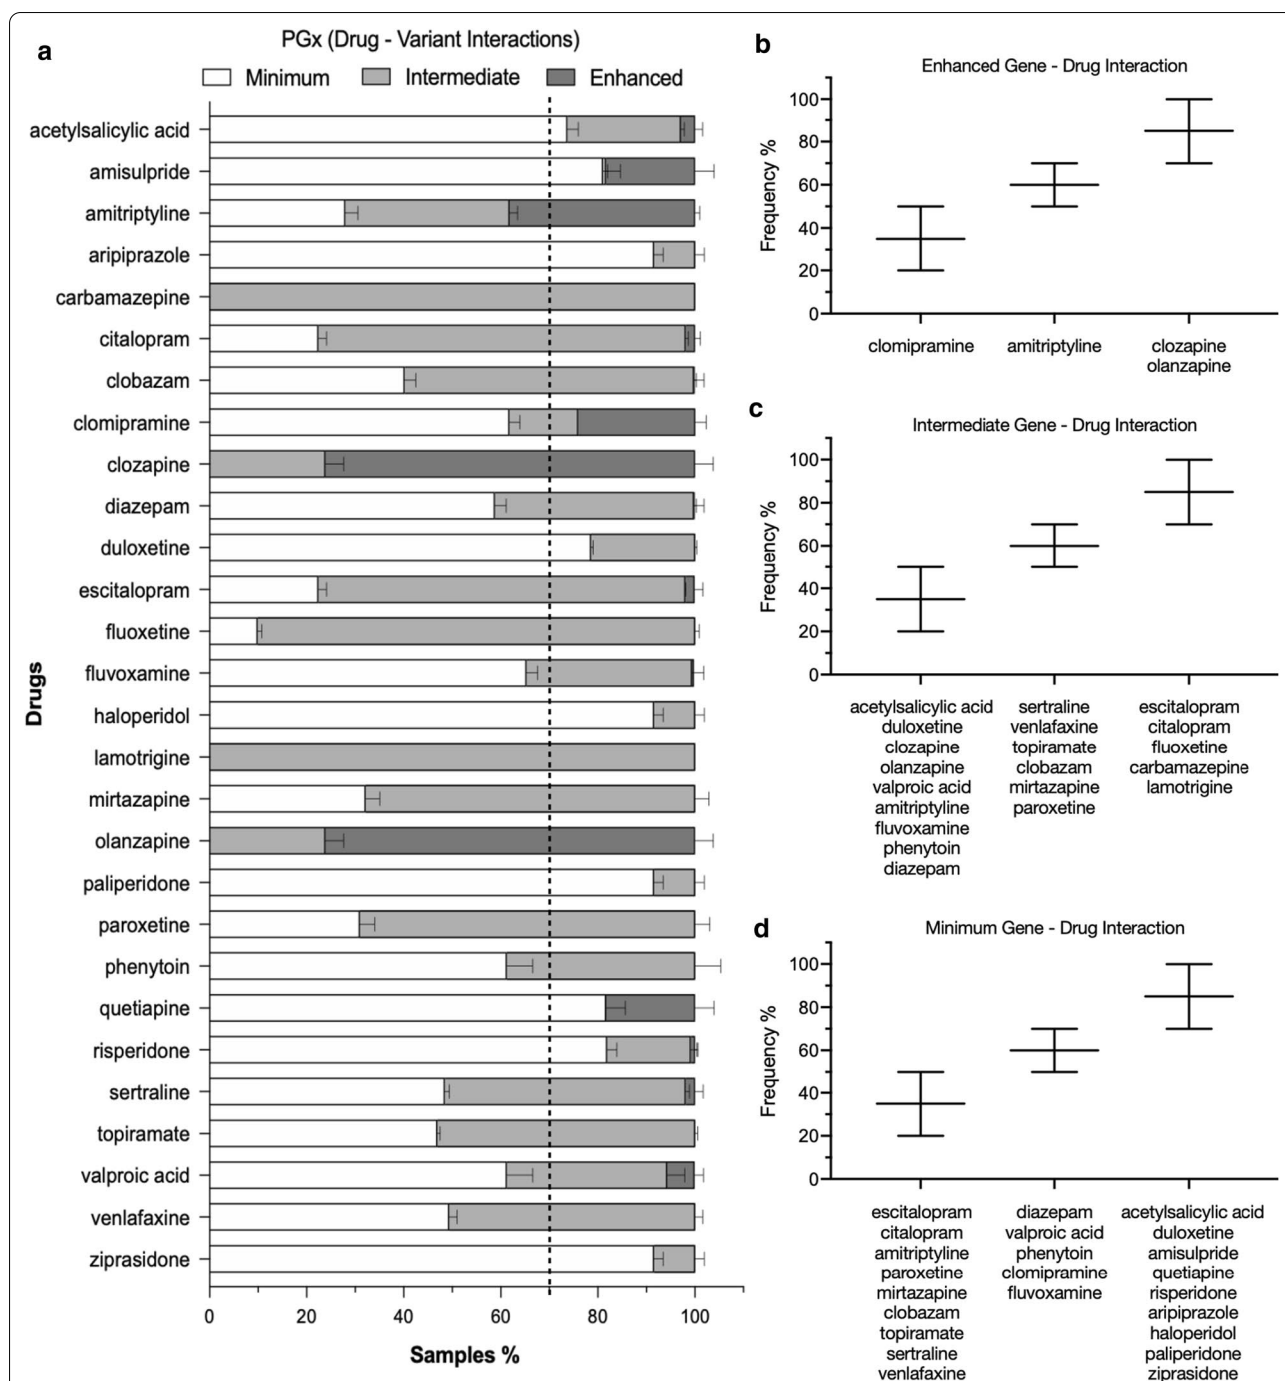 a
PGx (Drug - Variant Interactions)
Minimum Intermediate Enhanced
Drugs
acetylsalicylic acid
amisulpride
amitriptyline
aripiprazole
carbamazepine
citalopram
clobazam
clomipramine
clozapine
diazepam
duloxetine
escitalopram
fluoxetine
fluvoxamine
haloperidol
lamotrigine
mirtazapine
olanzapine
paliperidone
paroxetine
phenytoin
quetiapine
risperidone
sertraline
topiramate
valproic acid
venlafaxine
ziprasidone
0 20 40 60 80 100
Samples %
b
Enhanced Gene - Drug Interaction
Frequency %
100
80
60
40
20
0
clomipramine amitriptyline clozapine
olanzapine
c
Intermediate Gene - Drug Interaction
Frequency %
100
80
60
40
20
0
acetylsalicylic acid sertraline escitalopram
duloxetine venlafaxine citalopram
clozapine topiramate fluoxetine
olanzapine clobazam carbamazepine
valproic acid mirtazapine lamotrigine
amitriptyline paroxetine
fluvoxamine
phenytoin
diazepam
d
Minimum Gene - Drug Interaction
Frequency %
100
80
60
40
20
0
escitalopram diazepam acetylsalicylic acid
citalopram valproic acid duloxetine
amitriptyline phenytoin amisulpride
paroxetine clomipramine quetiapine
mirtazapine fluvoxamine risperidone
clobazam aripiprazole
topiramate haloperidol
sertraline paliperidone
venlafaxine ziprasidone